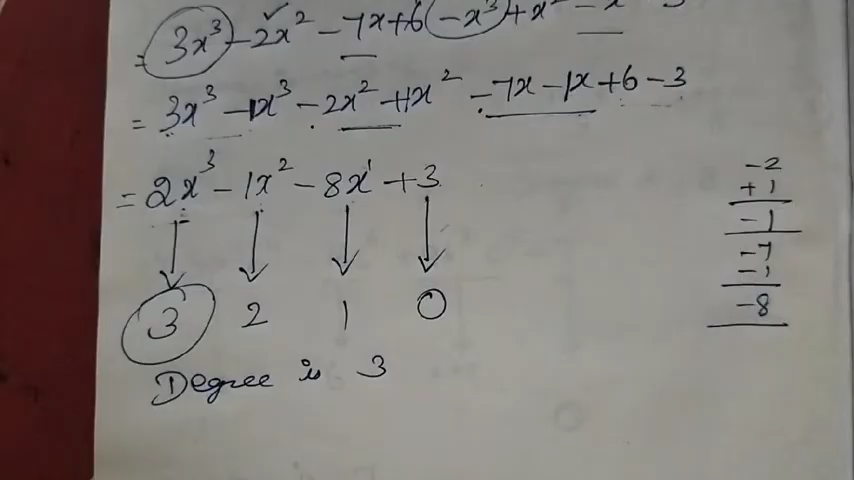 = 3x³ - 2x² - 7x + 6 - x³ + x² - x
= 3x³ - 1x³ - 2x² + 1x² - 7x - 1x + 6 - 3
= 2x³ - 1x² - 8x¹ + 3
3 2 1 0
Degree is 3
-2
+1
-1
-7
-1
-8